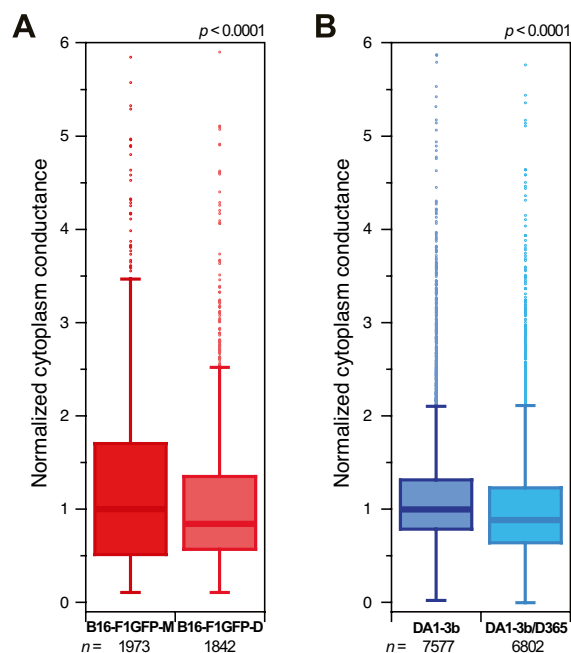 A
p < 0.0001
Normalized cytoplasm conductance
6
5
4
3
2
1
0
B16-F1GFP-M B16-F1GFP-D
n = 1973 1842
B
p < 0.0001
Normalized cytoplasm conductance
6
5
4
3
2
1
0
DA1-3b DA1-3b/D365
n = 7577 6802